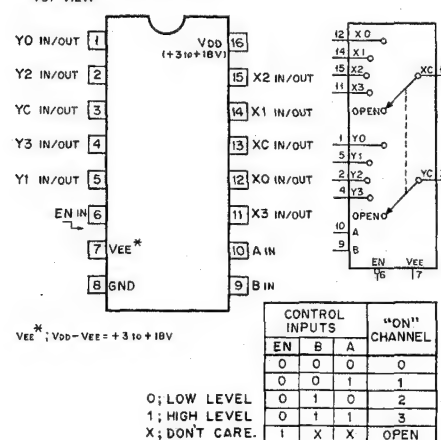 Y0 IN/OUT 1
Y2 IN/OUT 2
YC IN/OUT 3
Y3 IN/OUT 4
Y1 IN/OUT 5
EN IN 6
7 VEE*
8 GND
VDD 16
(+3 to +18V)
15 X2 IN/OUT
14 X1 IN/OUT
13 XC IN/OUT
12 X0 IN/OUT
11 X3 IN/OUT
10 A IN
9 B IN
12 X0
14 X1
15 X2
11 X3
XC
OPEN
1 Y0
5 Y1
2 Y2
4 Y3
YC
OPEN
10 A
9 B
EN VEE
6 7
VEE*; VDD-VEE = +3 to +18V
CONTROL INPUTS "ON" CHANNEL
EN B A
0 0 0 0
0 0 1 1
0 1 0 2
0 1 1 3
1 X X OPEN
0; LOW LEVEL
1; HIGH LEVEL
X; DON'T CARE.